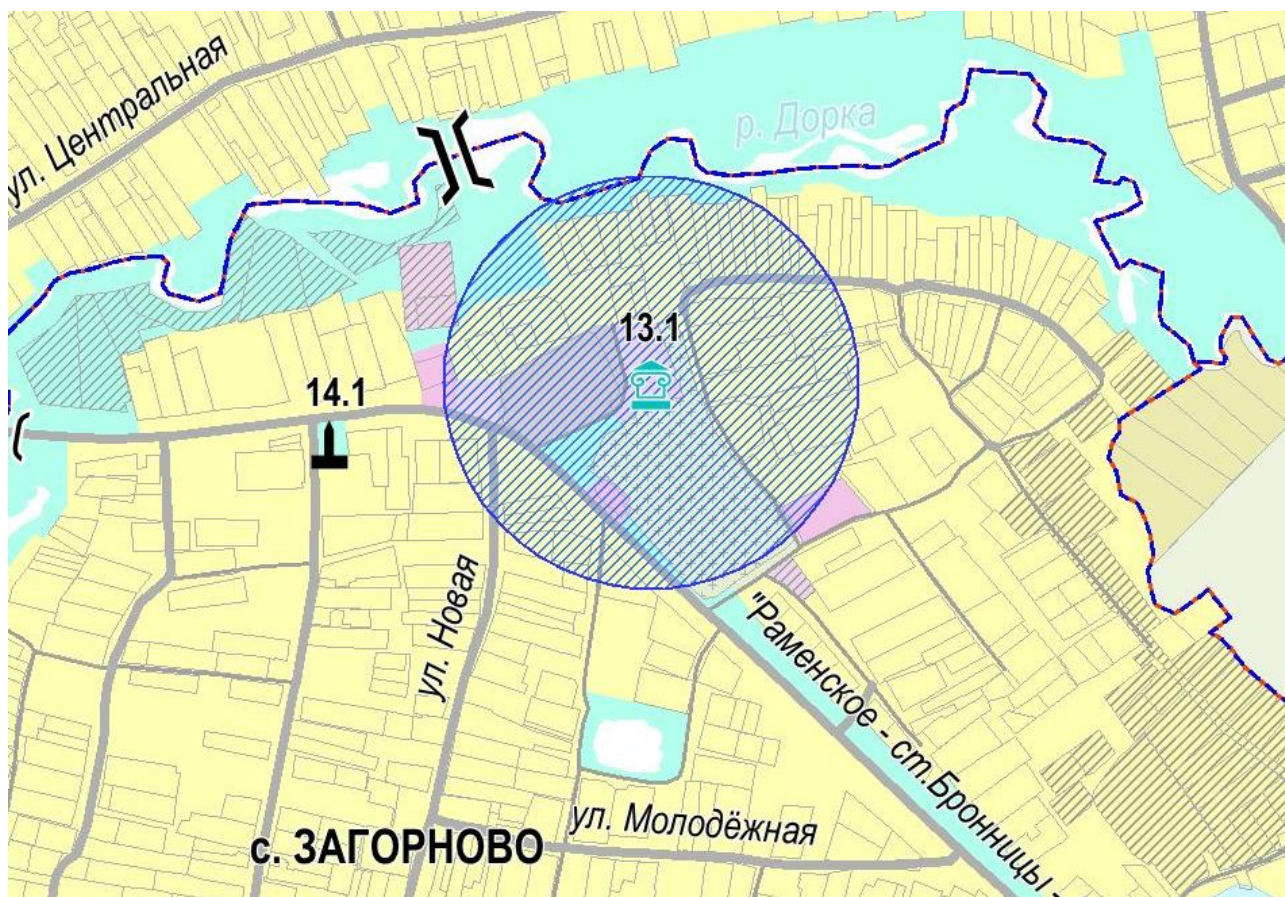 ул. Центральная
р. Дорка
13.1
14.1
ул. Новая
"Раменское - ст.Бронницы -
ул. Молодёжная
с. ЗАГОРНОВО